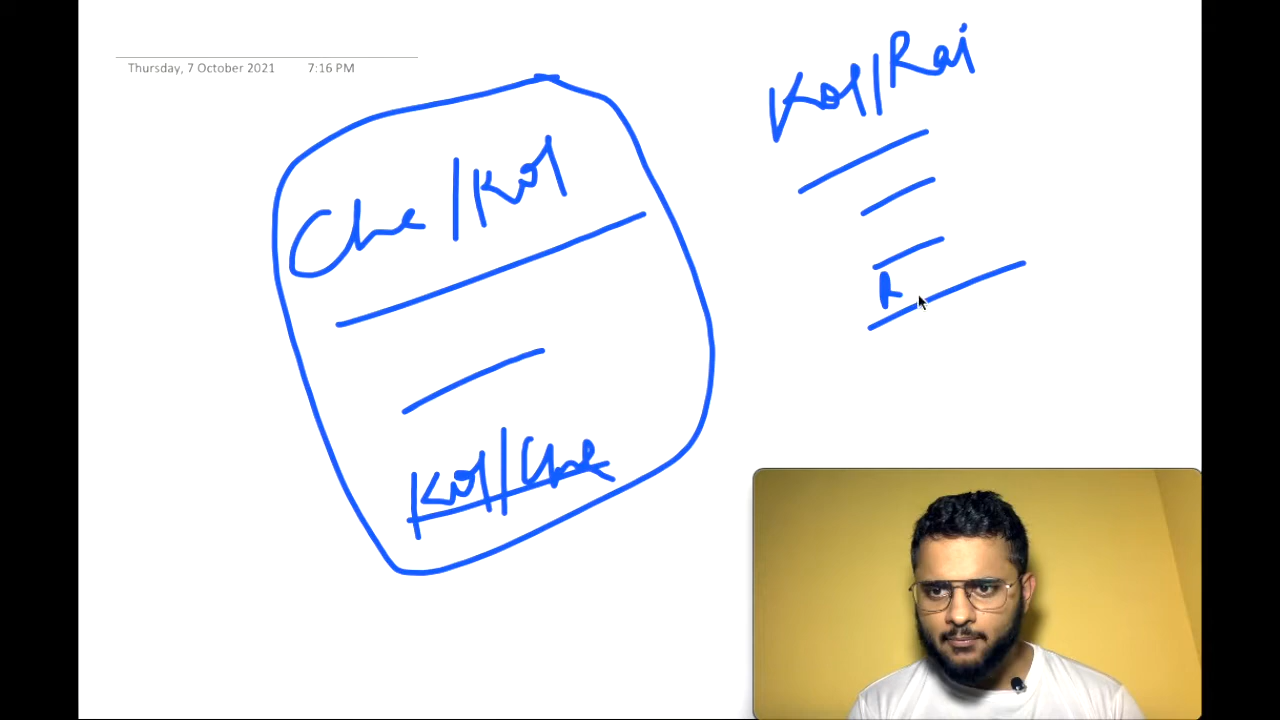 Thursday, 7 October 2021 7:16 PM
Che/Kol
Kol/Che
Kol/Rai
R